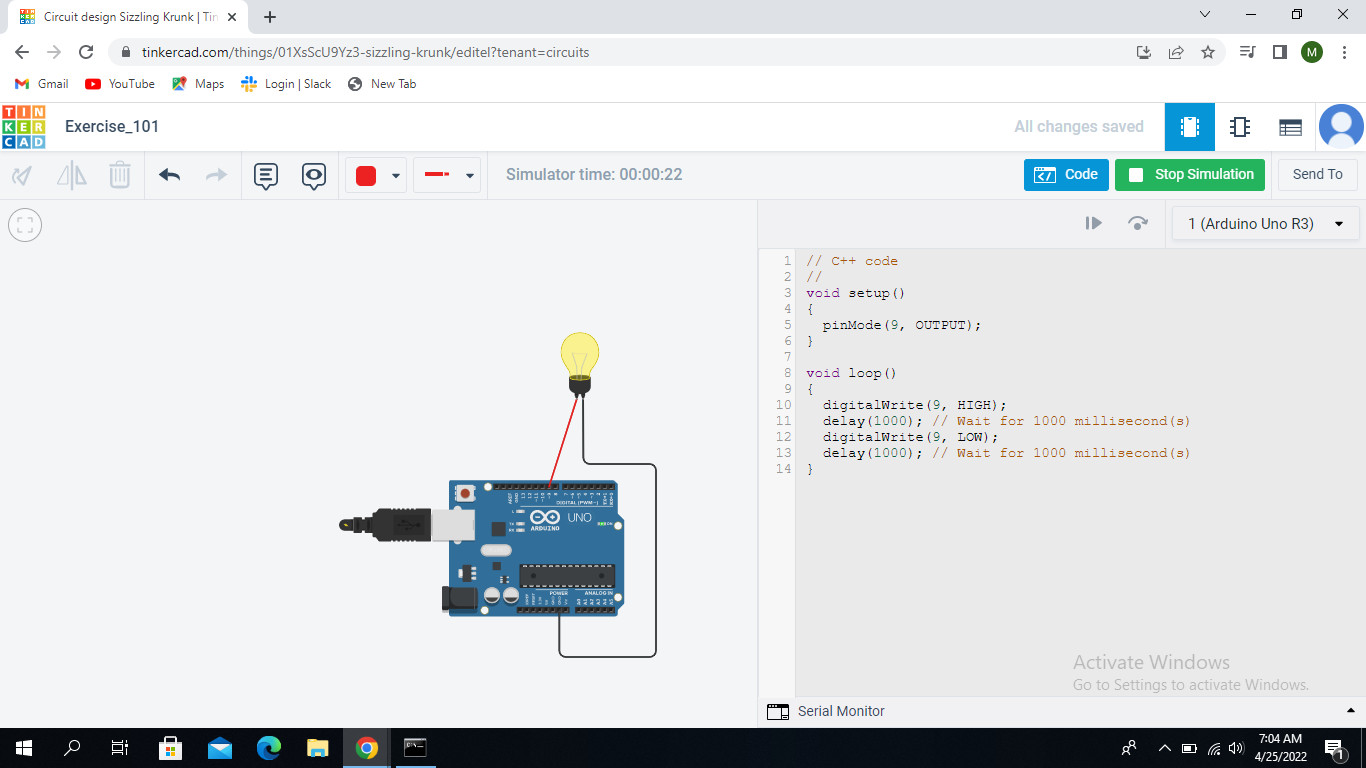 Circuit design Sizzling Krunk | Tin
tinkercad.com/things/01XsScU9Yz3-sizzling-krunk/editel?tenant=circuits
M
Gmail
YouTube
Maps
Login | Slack
New Tab
TIN
KER
CAD
Exercise_101
All changes saved
Simulator time: 00:00:22
Code
Stop Simulation
Send To
1 (Arduino Uno R3)
1 // C++ code
2 //
3 void setup()
4 {
5 pinMode(9, OUTPUT);
6 }
7
8 void loop()
9 {
10 digitalWrite(9, HIGH);
11 delay(1000); // Wait for 1000 millisecond(s)
12 digitalWrite(9, LOW);
13 delay(1000); // Wait for 1000 millisecond(s)
14 }
DIGITAL (PWM~)
UNO
ARDUINO
POWER
ANALOG IN
Activate Windows
Go to Settings to activate Windows.
Serial Monitor
7:04 AM
4/25/2022
1